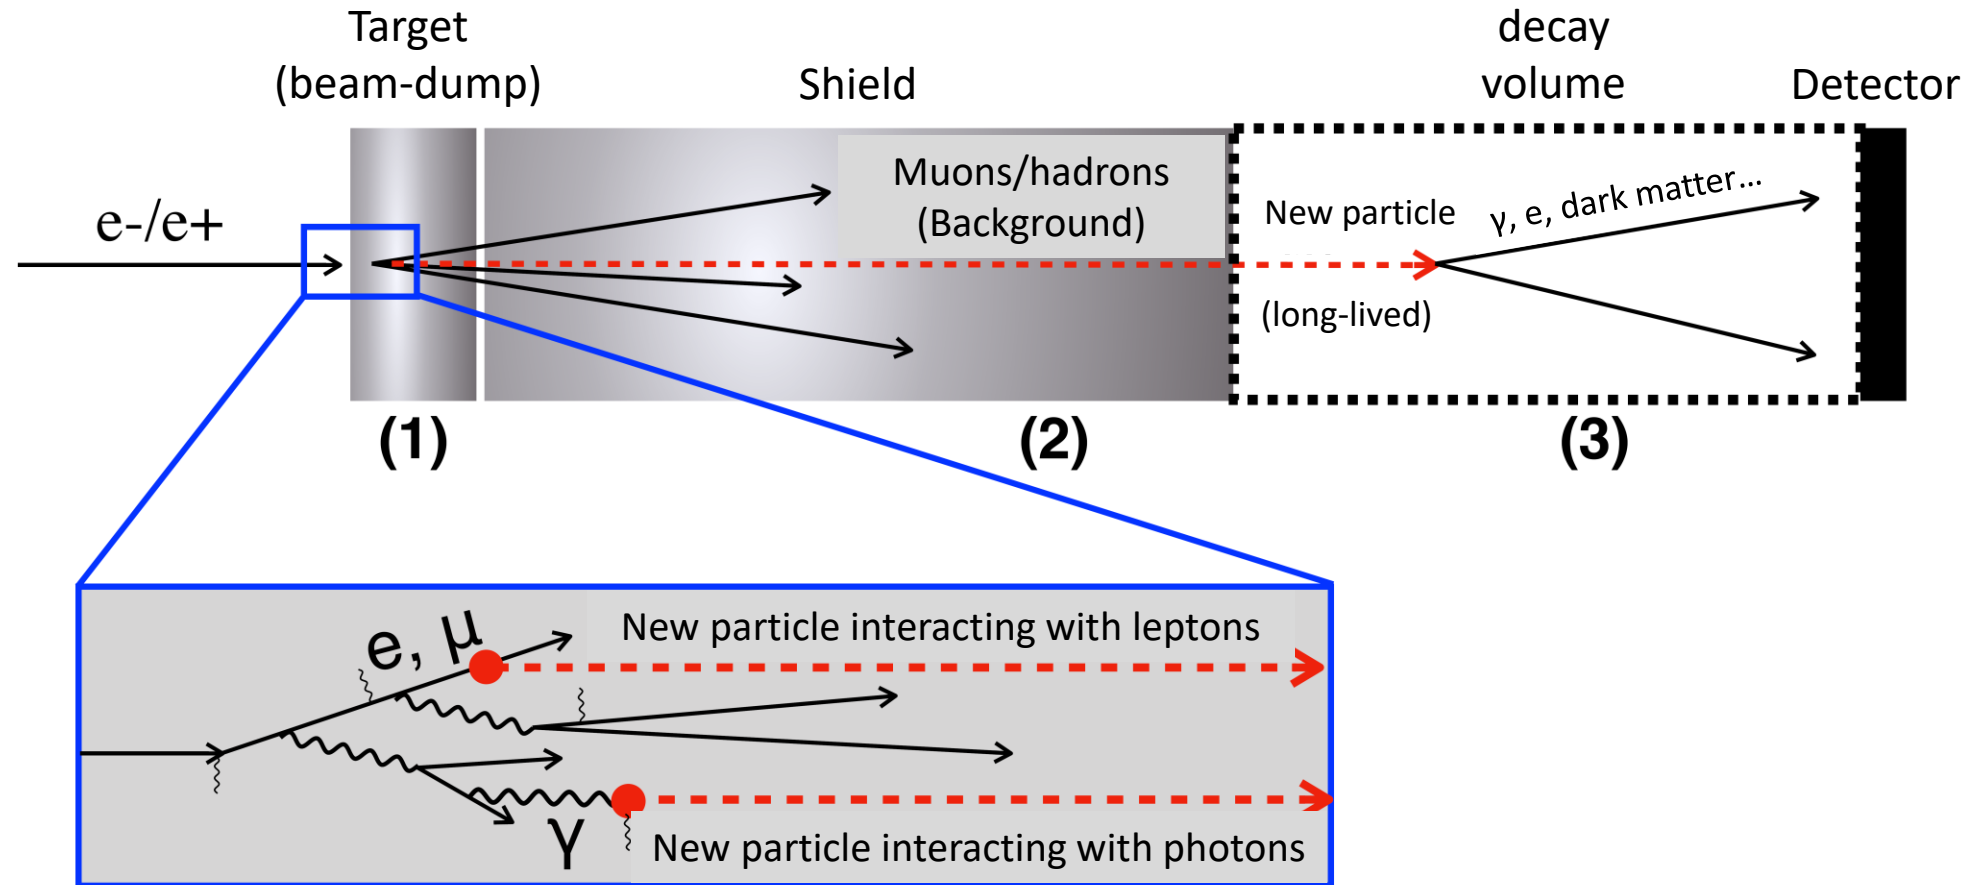 Target
(beam-dump)
Shield
decay
volume
Detector
e-/e+
Muons/hadrons
(Background)
New particle
(long-lived)
γ, e, dark matter...
(1)
(2)
(3)
e, μ
New particle interacting with leptons
γ
New particle interacting with photons